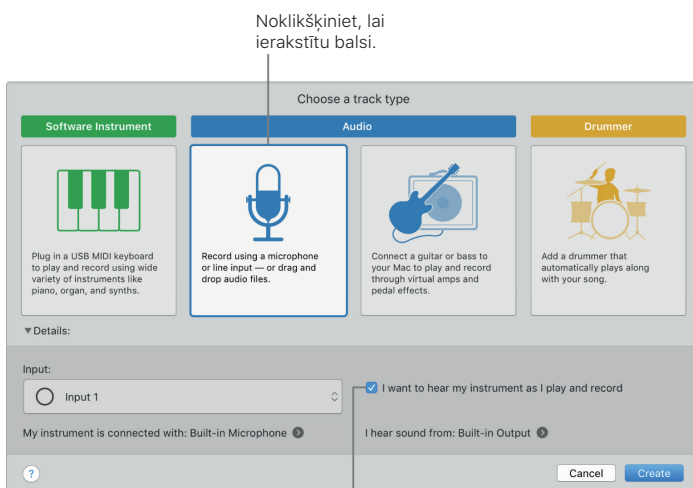 Noklikšķiniet, lai
ierakstītu balsi.
Choose a track type
Software Instrument
Audio
Drummer
Plug in a USB MIDI keyboard
to play and record using wide
variety of instruments like
piano, organ, and synths.
Record using a microphone
or line input — or drag and
drop audio files.
Connect a guitar or bass to
your Mac to play and record
through virtual amps and
pedal effects.
Add a drummer that
automatically plays along
with your song.
Details:
Input:
Input 1
I want to hear my instrument as I play and record
My instrument is connected with: Built-in Microphone
I hear sound from: Built-in Output
?
Cancel
Create